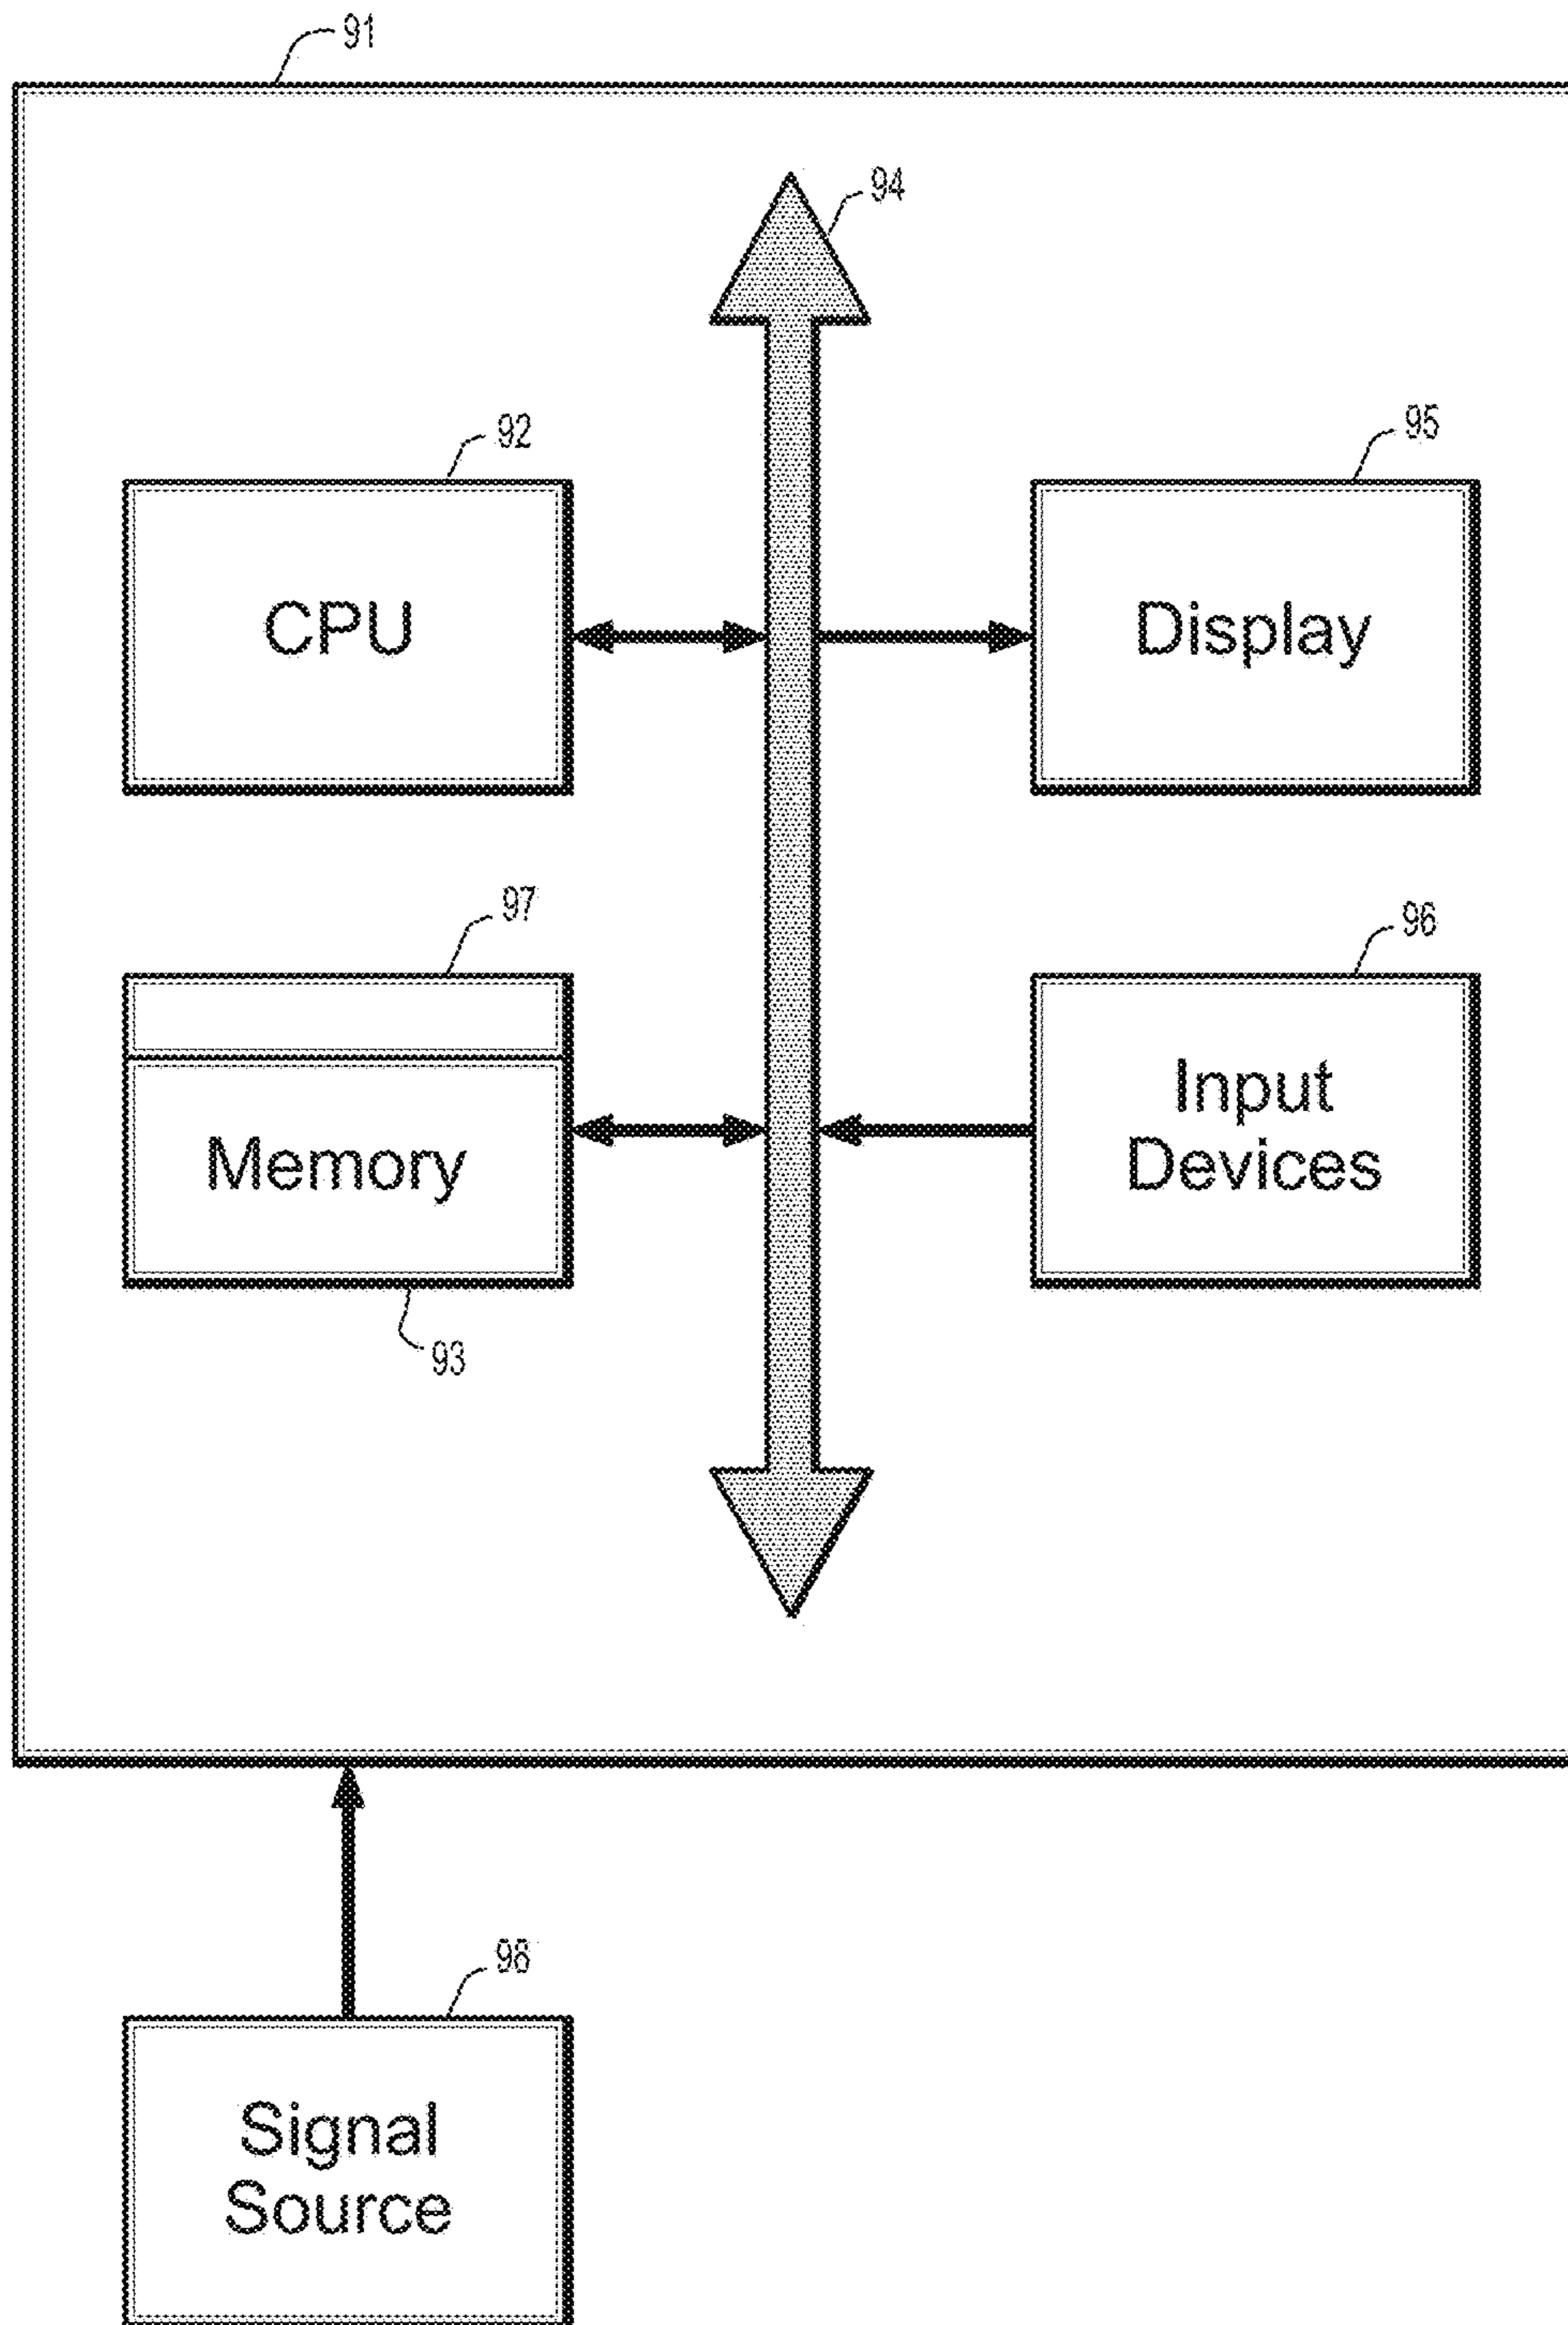 91
94
92
95
CPU
Display
97
96
Input
Devices
Memory
93
98
Signal
Source